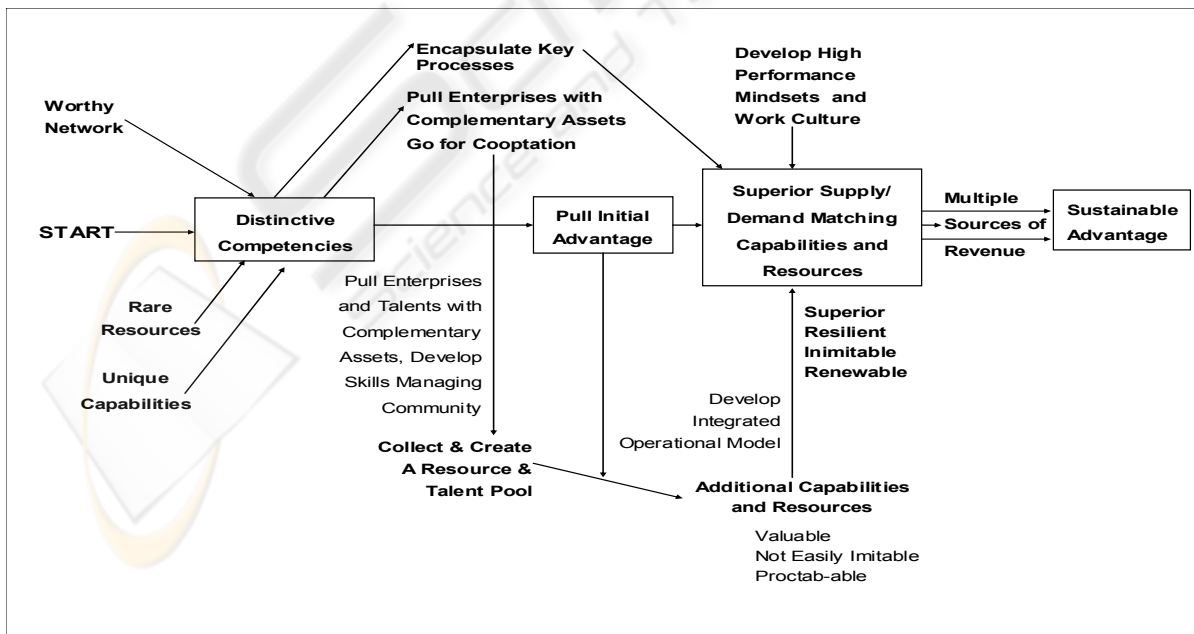 Encapsulate Key
Processes
Develop High
Performance
Mindsets and
Work Culture
Worthy
Network
Pull Enterprises with
Complementary Assets
Go for Cooptation
START
Distinctive
Competencies
Pull Initial
Advantage
Superior Supply/
Demand Matching
Capabilities and
Resources
Multiple
Sources of
Revenue
Sustainable
Advantage
Rare
Resources
Unique
Capabilities
Pull Enterprises
and Talents with
Complementary
Assets, Develop
Skills Managing
Community
Superior
Resilient
Inimitable
Renewable
Develop
Integrated
Operational Model
Collect & Create
A Resource &
Talent Pool
Additional Capabilities
and Resources
Valuable
Not Easily Imitable
Proctab-able
Science and